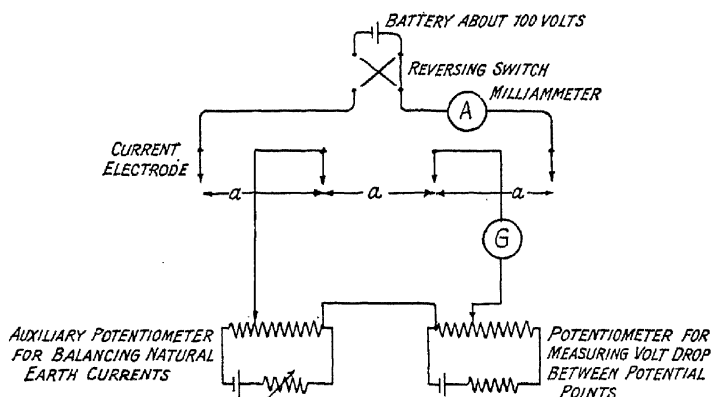 BATTERY ABOUT 100 VOLTS
REVERSING SWITCH
MILLIAMMETER
A
CURRENT
ELECTRODE
a a a
G
AUXILIARY POTENTIOMETER
FOR BALANCING NATURAL
EARTH CURRENTS
POTENTIOMETER FOR
MEASURING VOLT DROP
BETWEEN POTENTIAL
POINTS